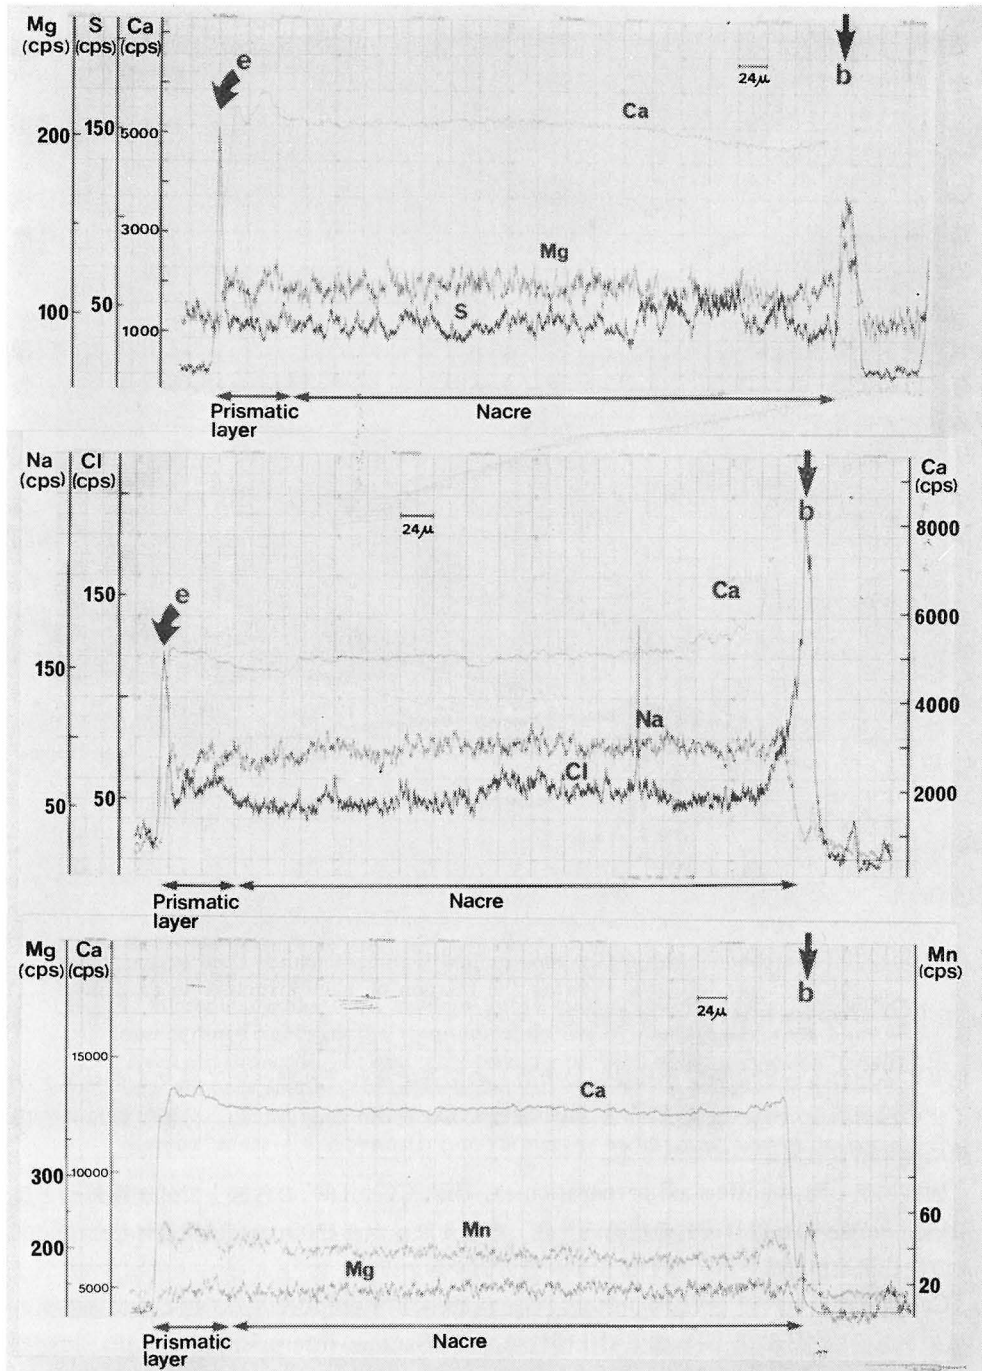 Mg S Ca
(cps) (cps) (cps)
e
24μ
b
Ca
200 150 5000
3000
Mg
100 50 1000
S
Prismatic
layer
Nacre
Na Cl
(cps) (cps)
Ca
(cps)
b
24μ
8000
e
150
Ca
6000
150
4000
Na
Cl
50 50
2000
Prismatic
layer
Nacre
Mg Ca
(cps) (cps)
Mn
(cps)
b
24μ
15000
Ca
300 10000
60
200
Mn
Mg
5000
20
Prismatic
layer
Nacre